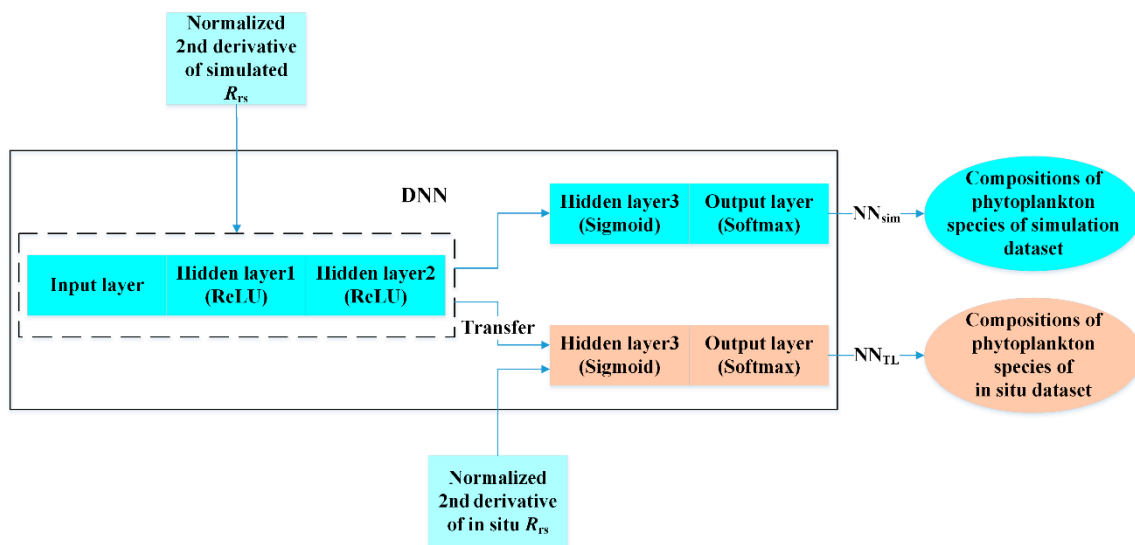 Normalized
2nd derivative
of simulated
Rrs
DNN
Input layer
Hidden layer1
(ReLU)
Hidden layer2
(ReLU)
Hidden layer3
(Sigmoid)
Output layer
(Softmax)
NNsim
Compositions of
phytoplankton
species of simulation
dataset
Transfer
Hidden layer3
(Sigmoid)
Output layer
(Softmax)
NNTL
Compositions of
phytoplankton
species of
in situ dataset
Normalized
2nd derivative
of in situ Rrs